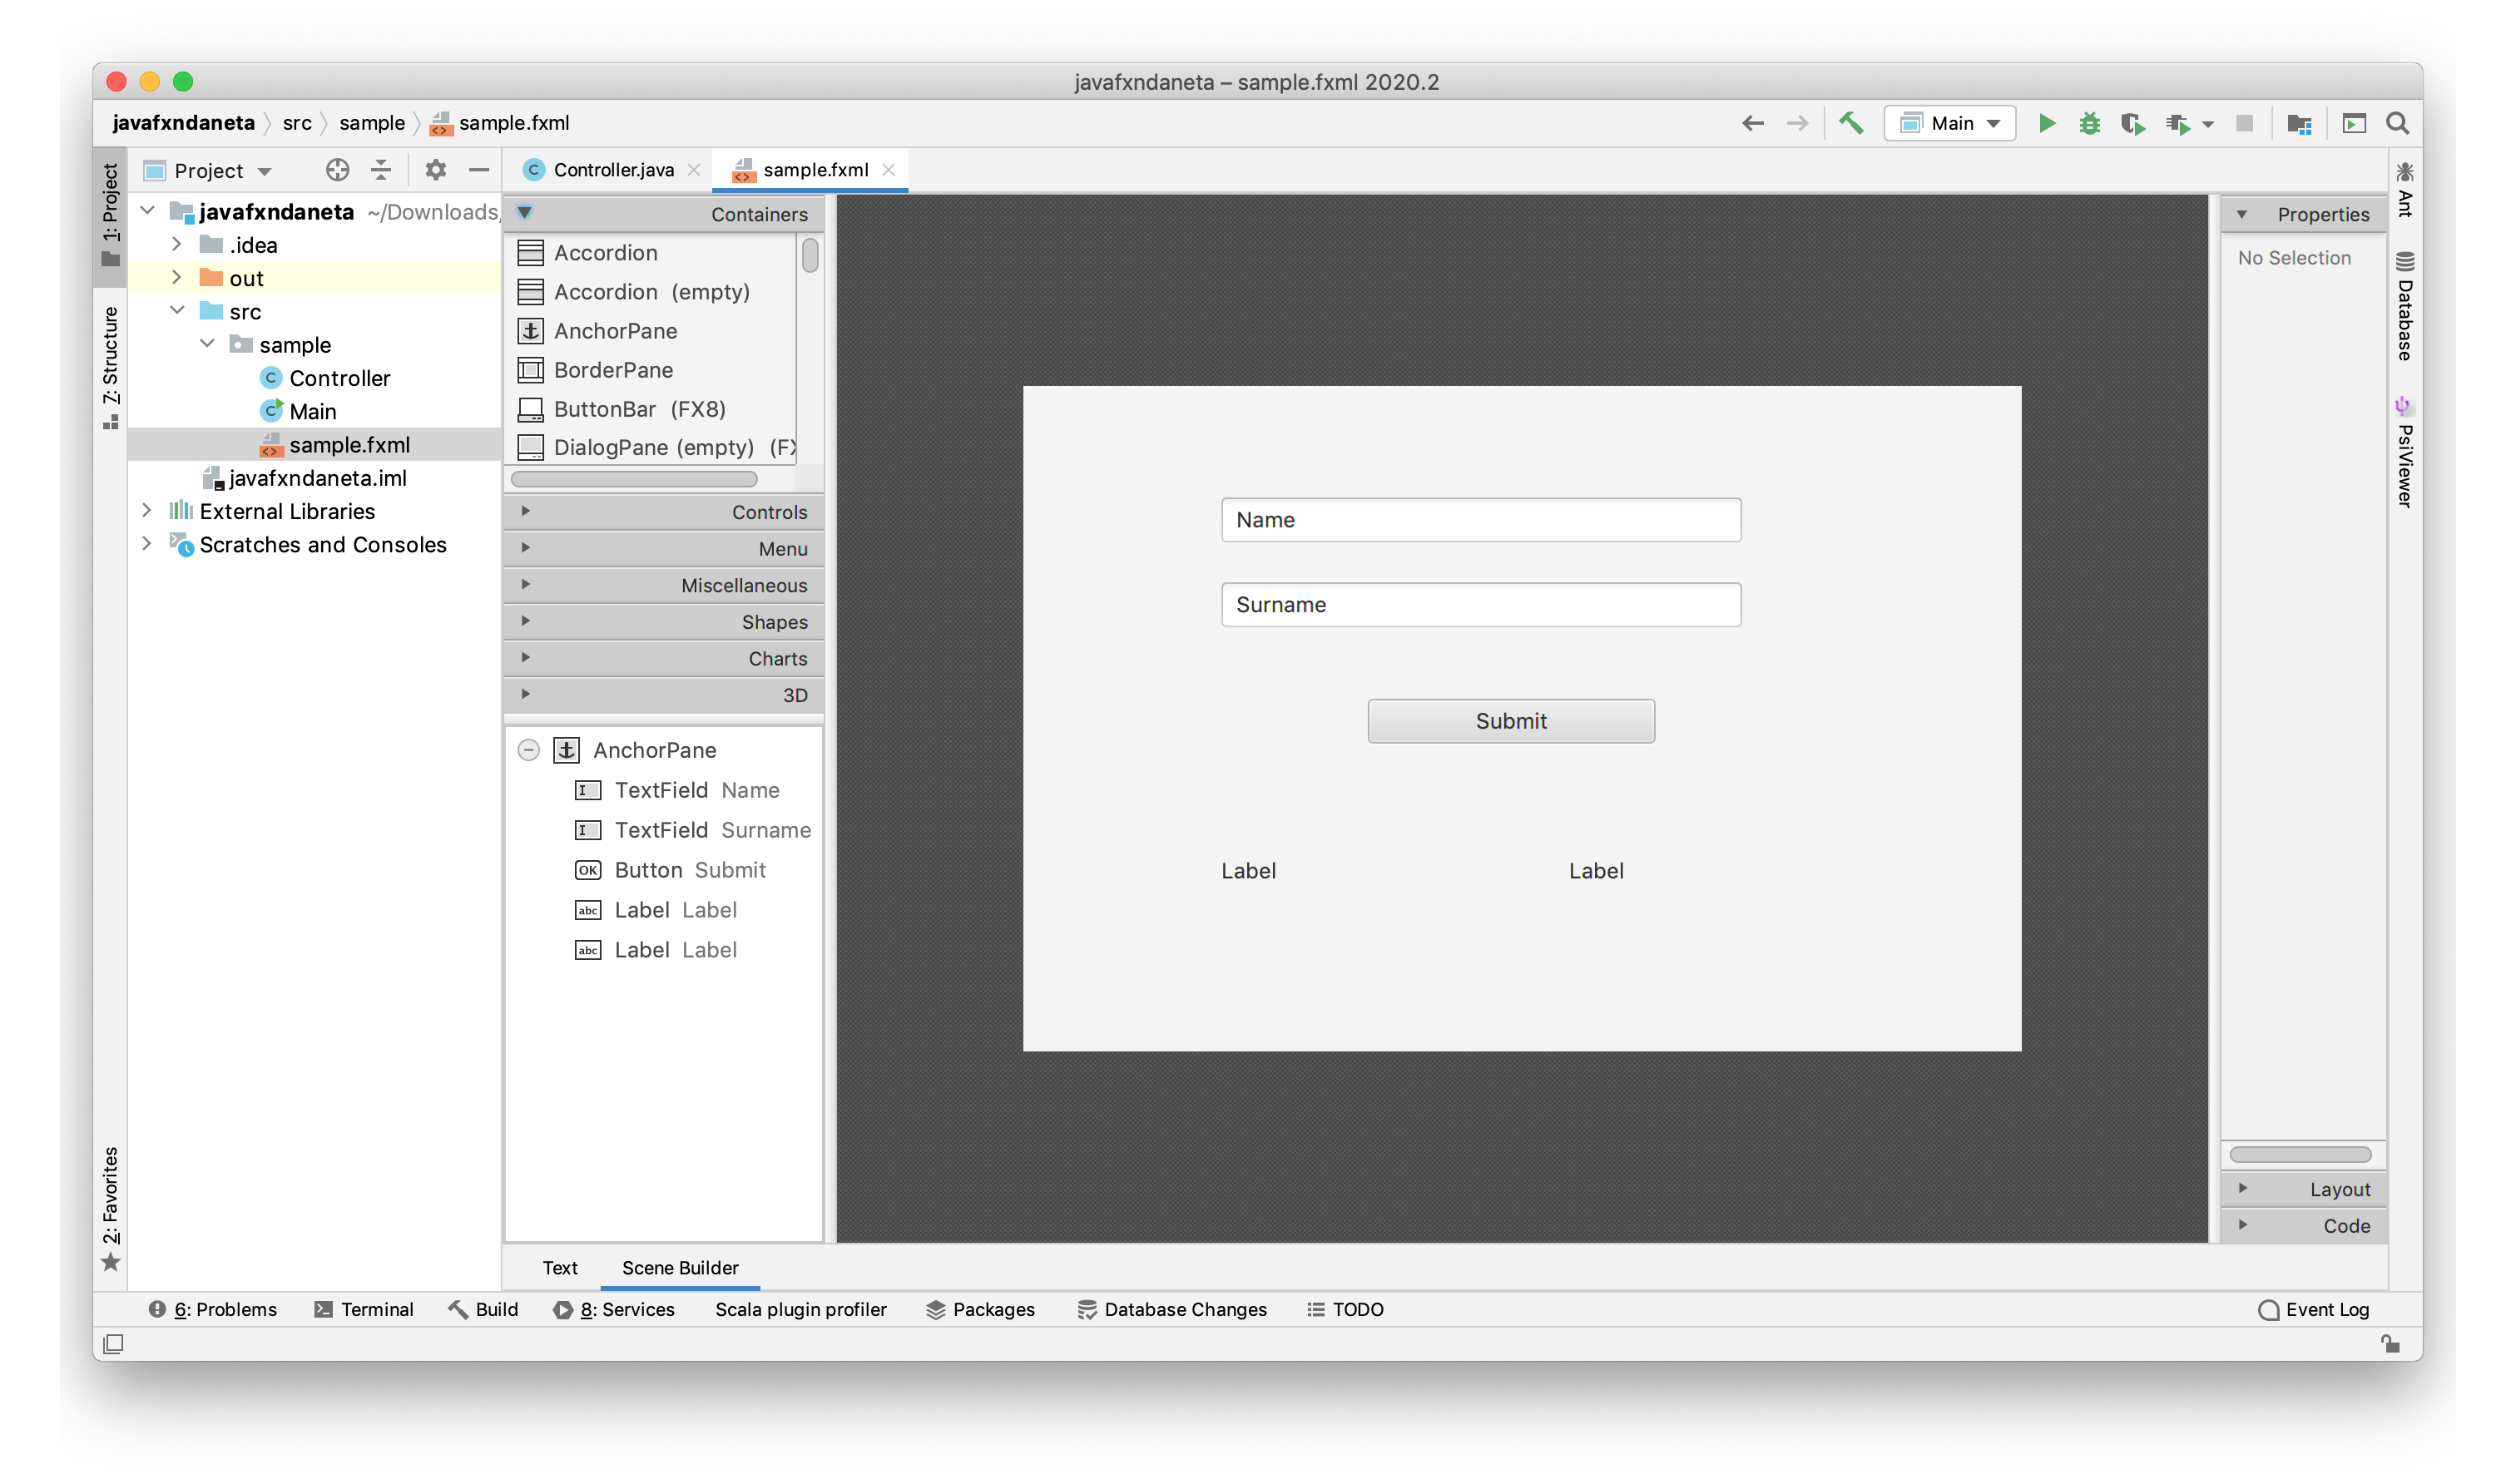 javafxndaneta – sample.fxml 2020.2
javafxndaneta src sample sample.fxml
Main
1: Project
7: Structure
2: Favorites
Project
javafxndaneta ~/Downloads/
.idea
out
src
sample
Controller
Main
sample.fxml
javafxndaneta.iml
External Libraries
Scratches and Consoles
Controller.java
sample.fxml
Containers
Accordion
Accordion (empty)
AnchorPane
BorderPane
ButtonBar (FX8)
DialogPane (empty) (FX
Controls
Menu
Miscellaneous
Shapes
Charts
3D
AnchorPane
TextField Name
TextField Surname
OK Button Submit
abc Label Label
abc Label Label
Name
Surname
Submit
Label Label
Properties
No Selection
Layout
Code
Ant
Database
PsiViewer
Text Scene Builder
6: Problems Terminal Build 8: Services Scala plugin profiler Packages Database Changes TODO Event Log